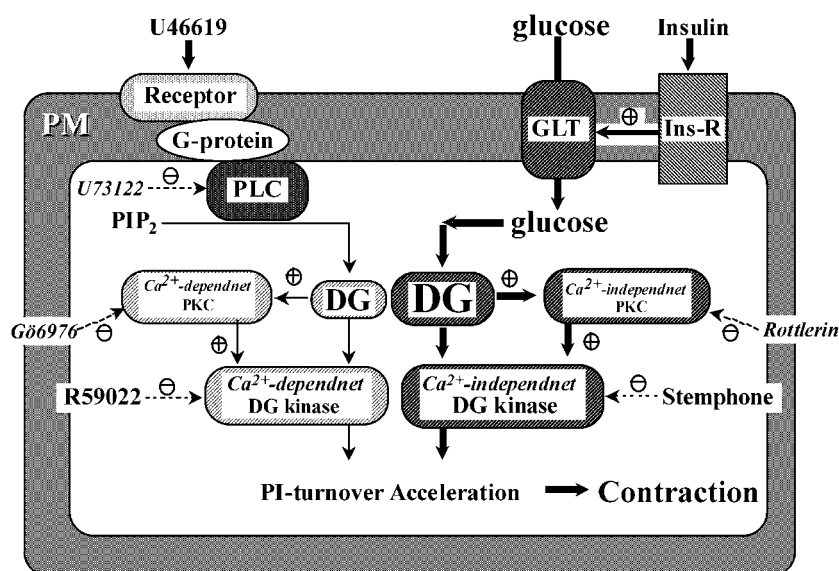 U46619
glucose
Insulin
Receptor
PM
G-protein
GLT
⊕
Ins-R
U73122
⊖
PLC
PIP2
glucose
Ca2+-dependnet
PKC
⊕
DG
DG
⊕
Ca2+-independnet
PKC
Gö6976
⊖
⊖
Rottlerin
⊕
⊕
R59022
⊖
Ca2+-dependnet
DG kinase
Ca2+-independnet
DG kinase
⊖
Stemphone
PI-turnover Acceleration
Contraction